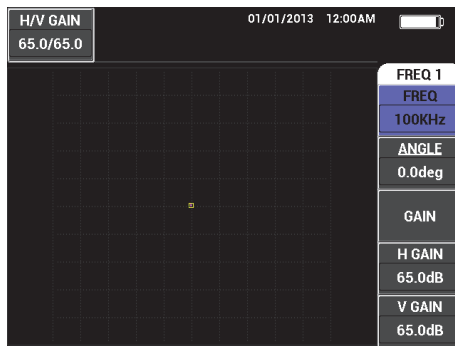 H/V GAIN
65.0/65.0
01/01/2013 12:00AM
FREQ 1
FREQ
100KHz
ANGLE
0.0deg
GAIN
H GAIN
65.0dB
V GAIN
65.0dB